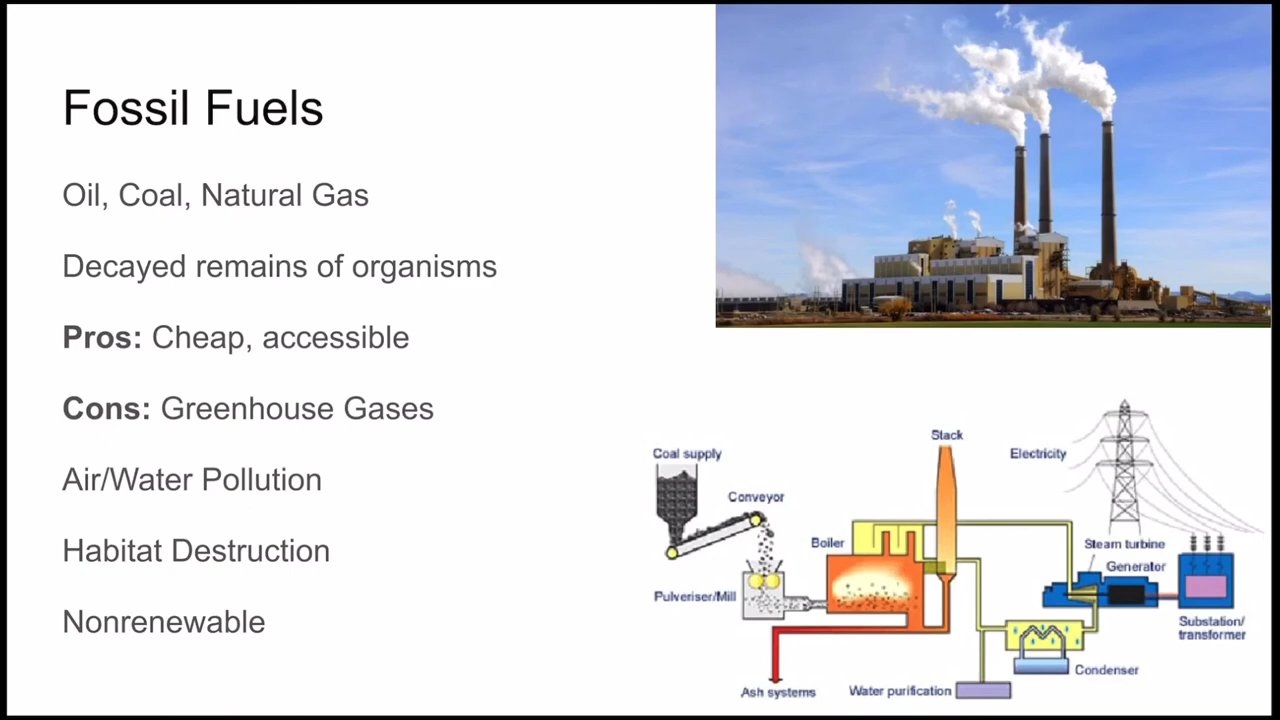 Fossil Fuels
Oil, Coal, Natural Gas
Decayed remains of organisms
Pros: Cheap, accessible
Cons: Greenhouse Gases
Air/Water Pollution
Habitat Destruction
Nonrenewable
Stack
Coal supply
Electricity
Conveyor
Boiler
Steam turbine
Generator
Pulveriser/Mill
Substation/
transformer
Condenser
Ash systems
Water purification